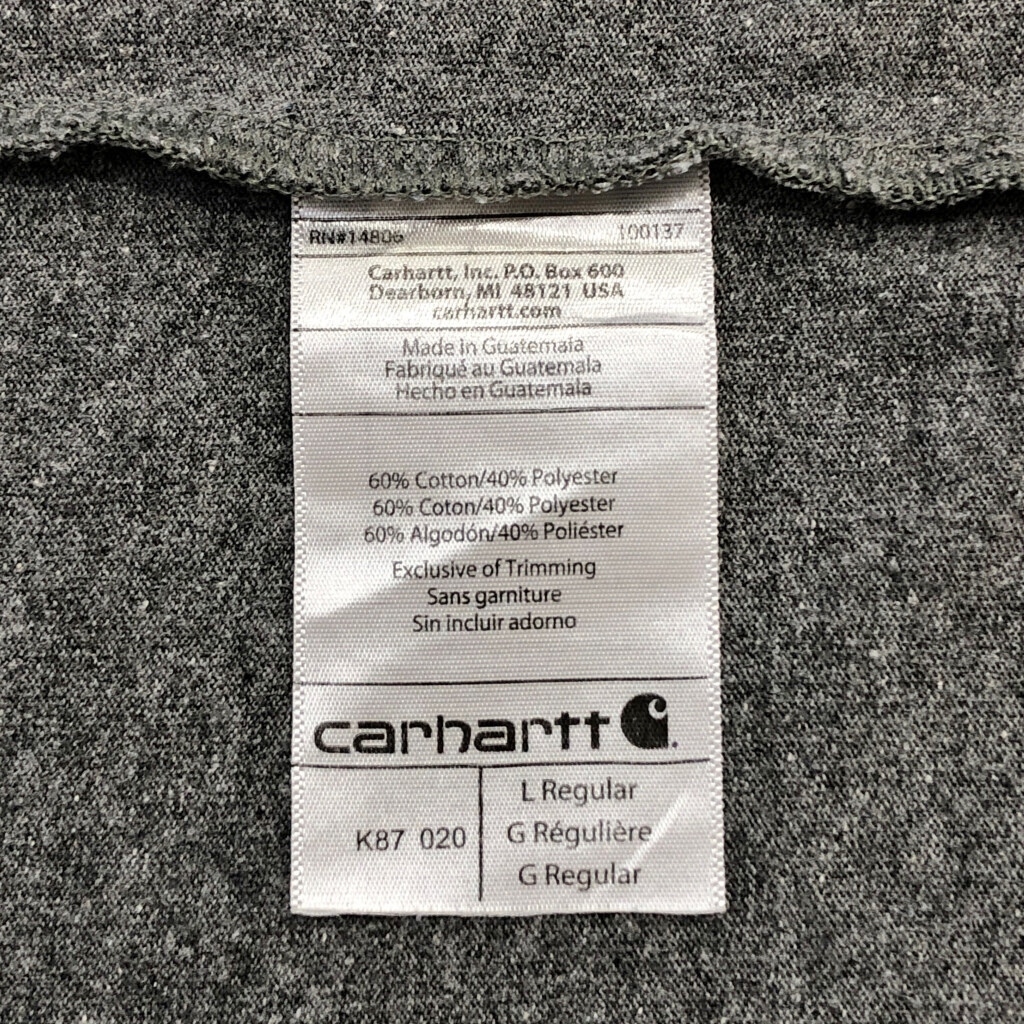 RN#14806 100137
Carhartt, Inc. P.O. Box 600
Dearborn, MI 48121 USA
carhartt.com
Made in Guatemala
Fabriqué au Guatemala
Hecho en Guatemala
60% Cotton/40% Polyester
60% Coton/40% Polyester
60% Algodón/40% Poliéster
Exclusive of Trimming
Sans garniture
Sin incluir adorno
carhartt
K87 020
L Regular
G Régulière
G Regular